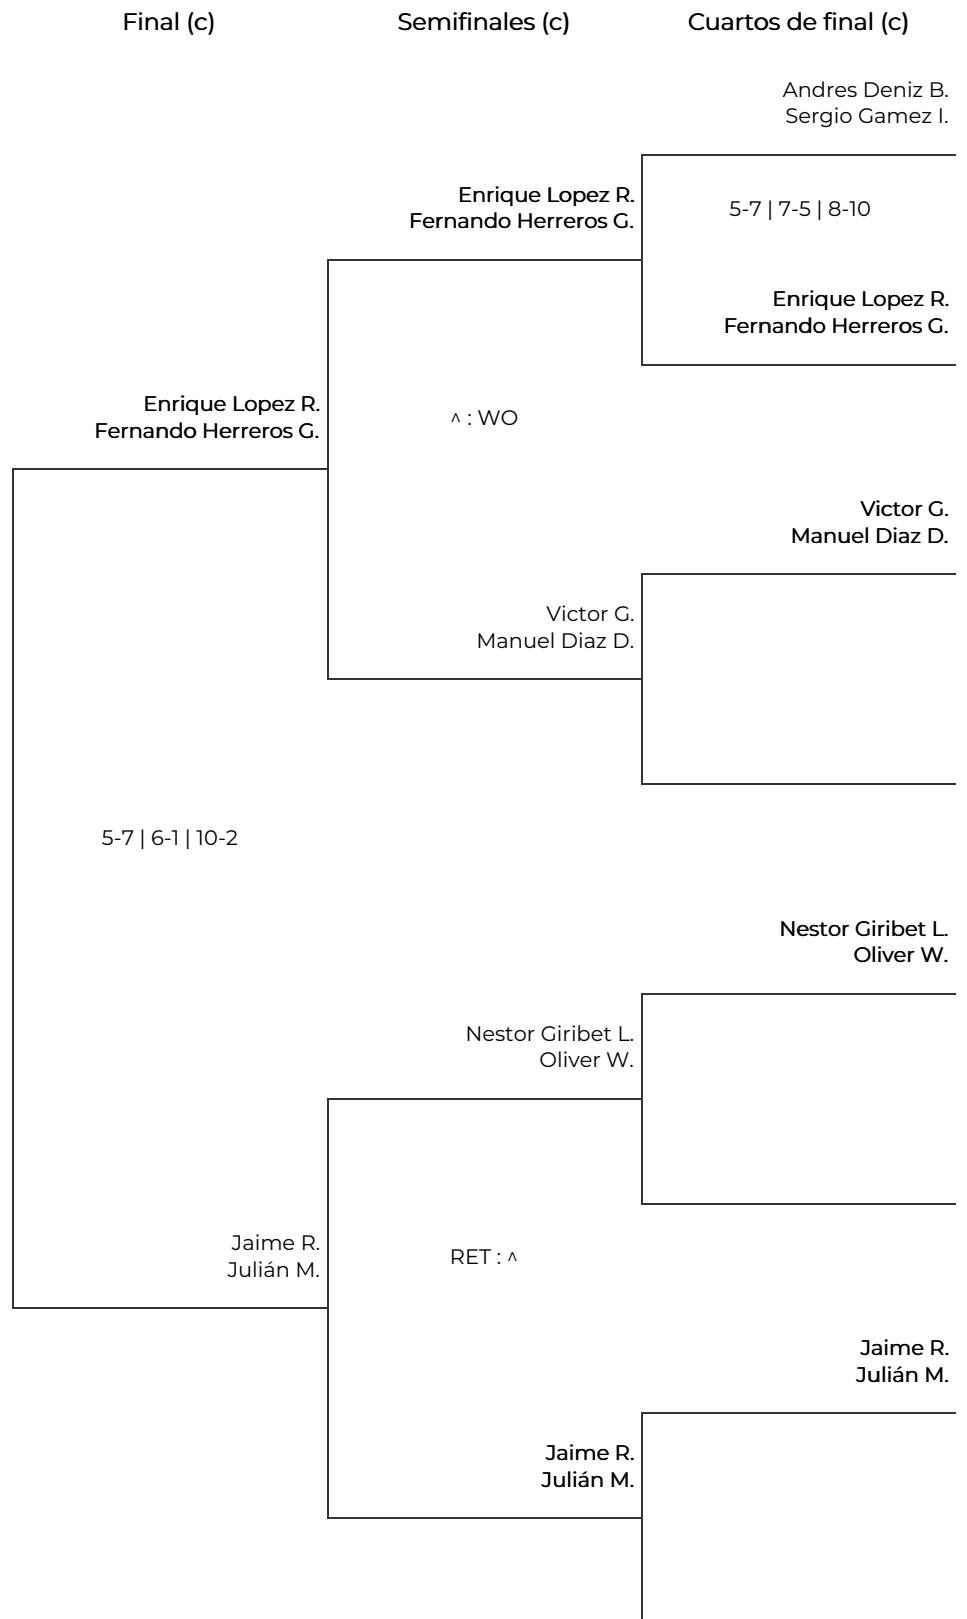 Final (c)
Semifinales (c)
Cuartos de final (c)
Andres Deniz B.
Sergio Gamez I.
Enrique Lopez R.
Fernando Herreros G.
5-7 | 7-5 | 8-10
Enrique Lopez R.
Fernando Herreros G.
Enrique Lopez R.
Fernando Herreros G.
^ : WO
Victor G.
Manuel Diaz D.
Victor G.
Manuel Diaz D.
5-7 | 6-1 | 10-2
Nestor Giribet L.
Oliver W.
Nestor Giribet L.
Oliver W.
Jaime R.
Julián M.
RET : ^
Jaime R.
Julián M.
Jaime R.
Julián M.